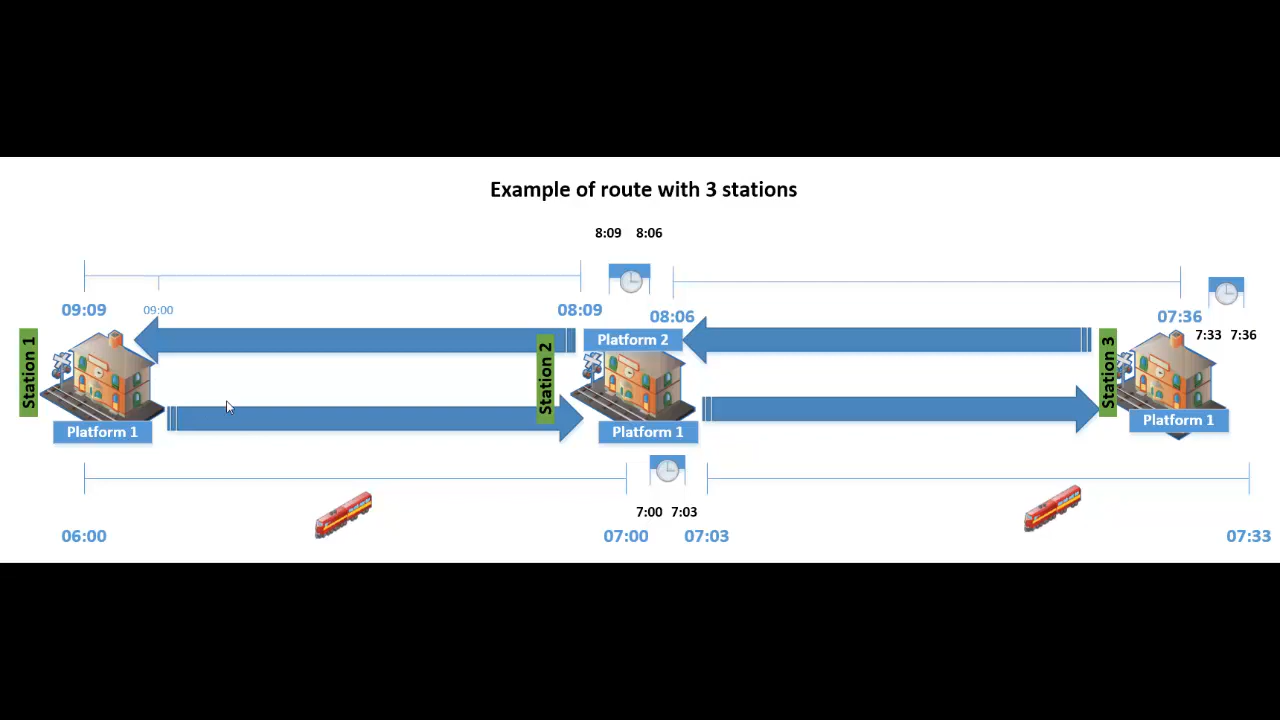 Example of route with 3 stations
8:09 8:06
09:09 09:00 08:09 08:06 07:36
7:33 7:36
Station 1
Station 2
Platform 2
Station 3
Platform 1 Platform 1 Platform 1
7:00 7:03
06:00 07:00 07:03 07:33